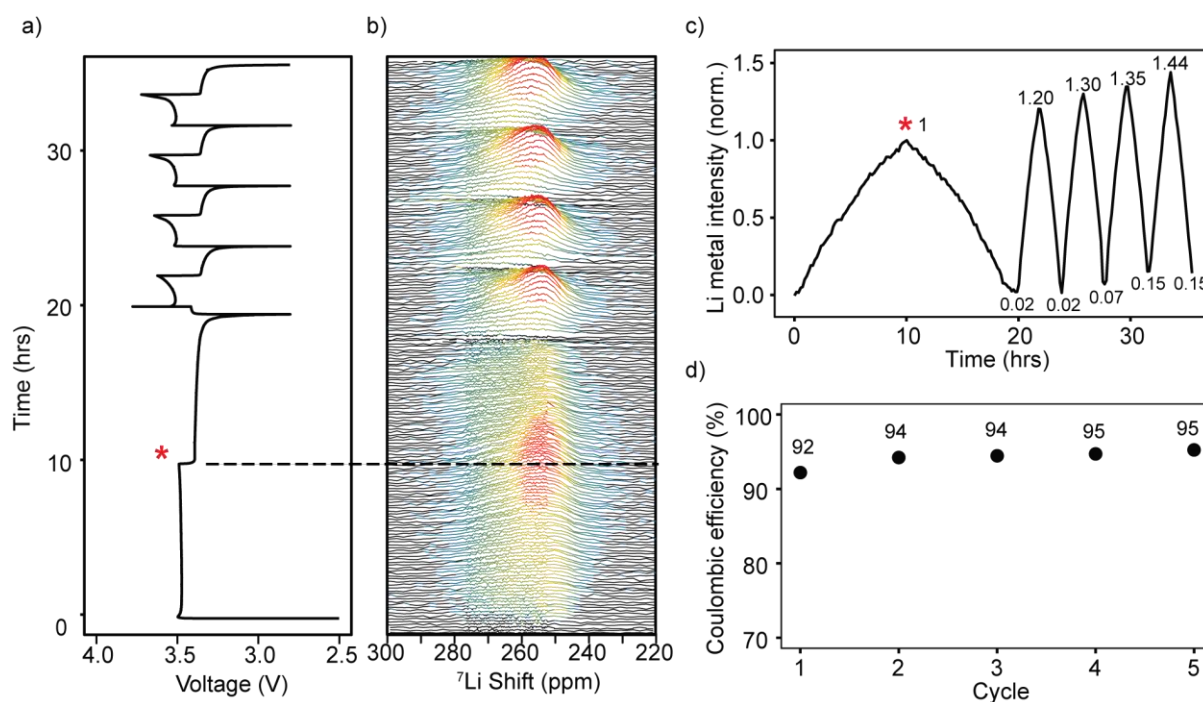 a)
30
20
10
0
Time (hrs)
4.0 3.5 3.0 2.5
Voltage (V)
*
b)
300 280 260 240 220
⁷Li Shift (ppm)
c)
1.5
1.0
0.5
0.0
Li metal intensity (norm.)
* 1
1.20 1.30 1.35 1.44
0.02 0.02 0.07 0.15 0.15
0 10 20 30
Time (hrs)
d)
100
90
80
70
Coulombic efficiency (%)
92 94 94 95 95
1 2 3 4 5
Cycle